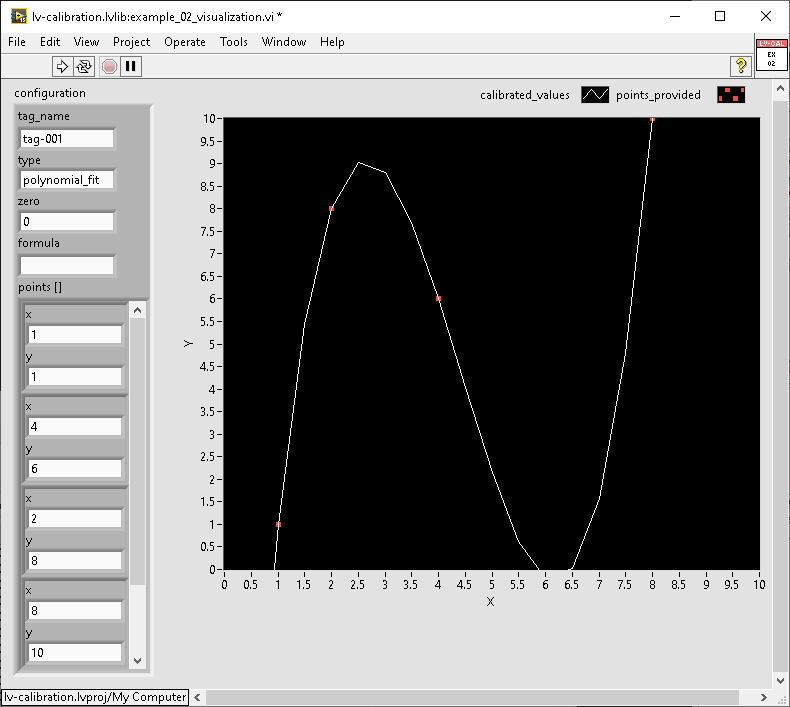 lv-calibration.lvlib:example_02_visualization.vi *
File Edit View Project Operate Tools Window Help
LV-CAL
EX
02
?
configuration
tag_name
tag-001
type
polynomial_fit
zero
0
formula
points []
x
1
y
1
x
4
y
6
x
2
y
8
x
8
y
10
calibrated_values points_provided
10
9.5
9
8.5
8
7.5
7
6.5
6
5.5
5
4.5
4
3.5
3
2.5
2
1.5
1
0.5
0
Y
0 0.5 1 1.5 2 2.5 3 3.5 4 4.5 5 5.5 6 6.5 7 7.5 8 8.5 9 9.5 10
X
lv-calibration.lvproj/My Computer